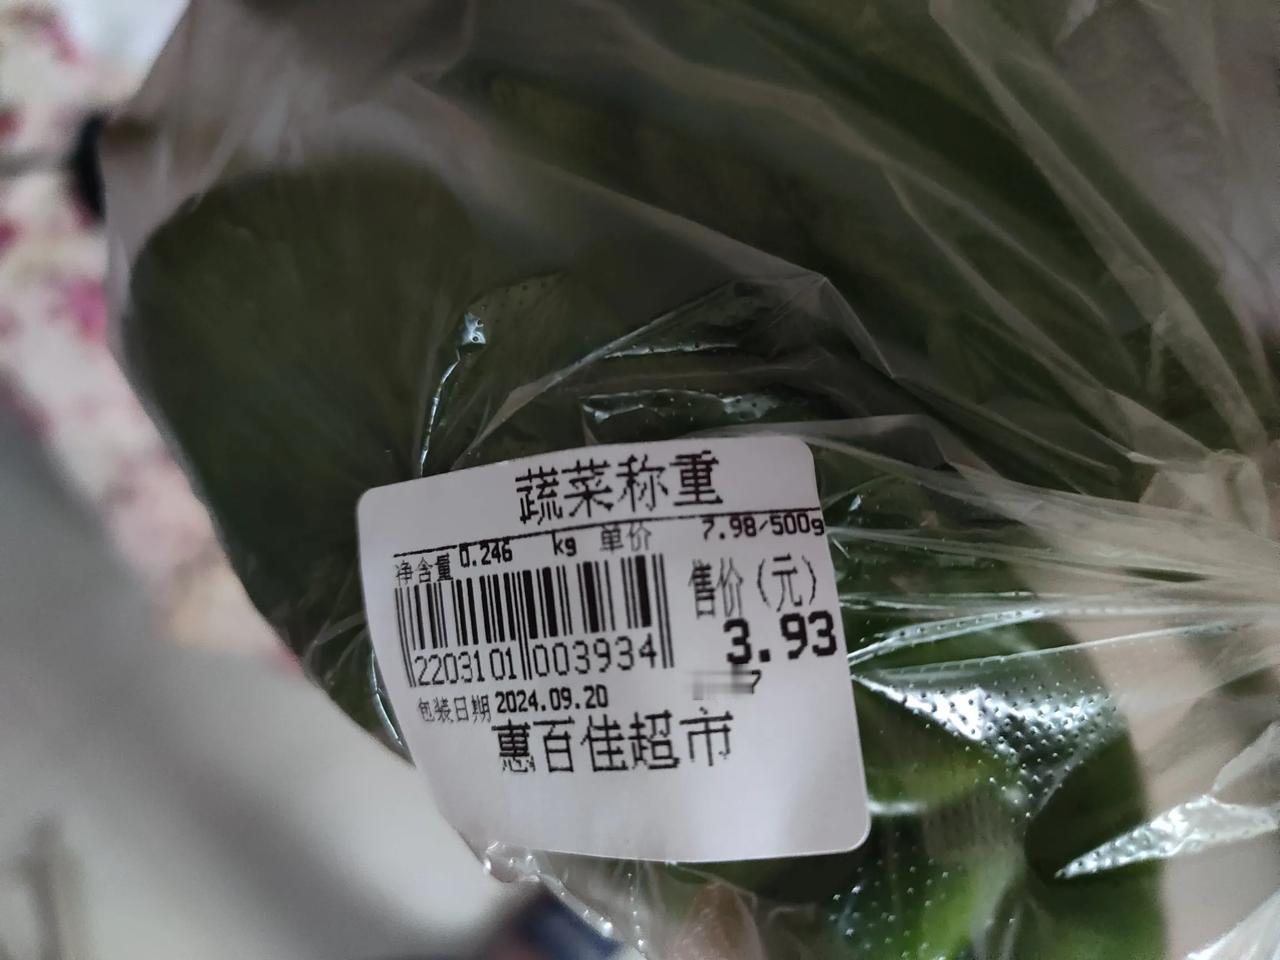 蔬菜称重
净含量 0.246 kg 单价 7.98/500g
售价(元)
3.93
2203101003934
包装日期 2024.09.20
惠百佳超市